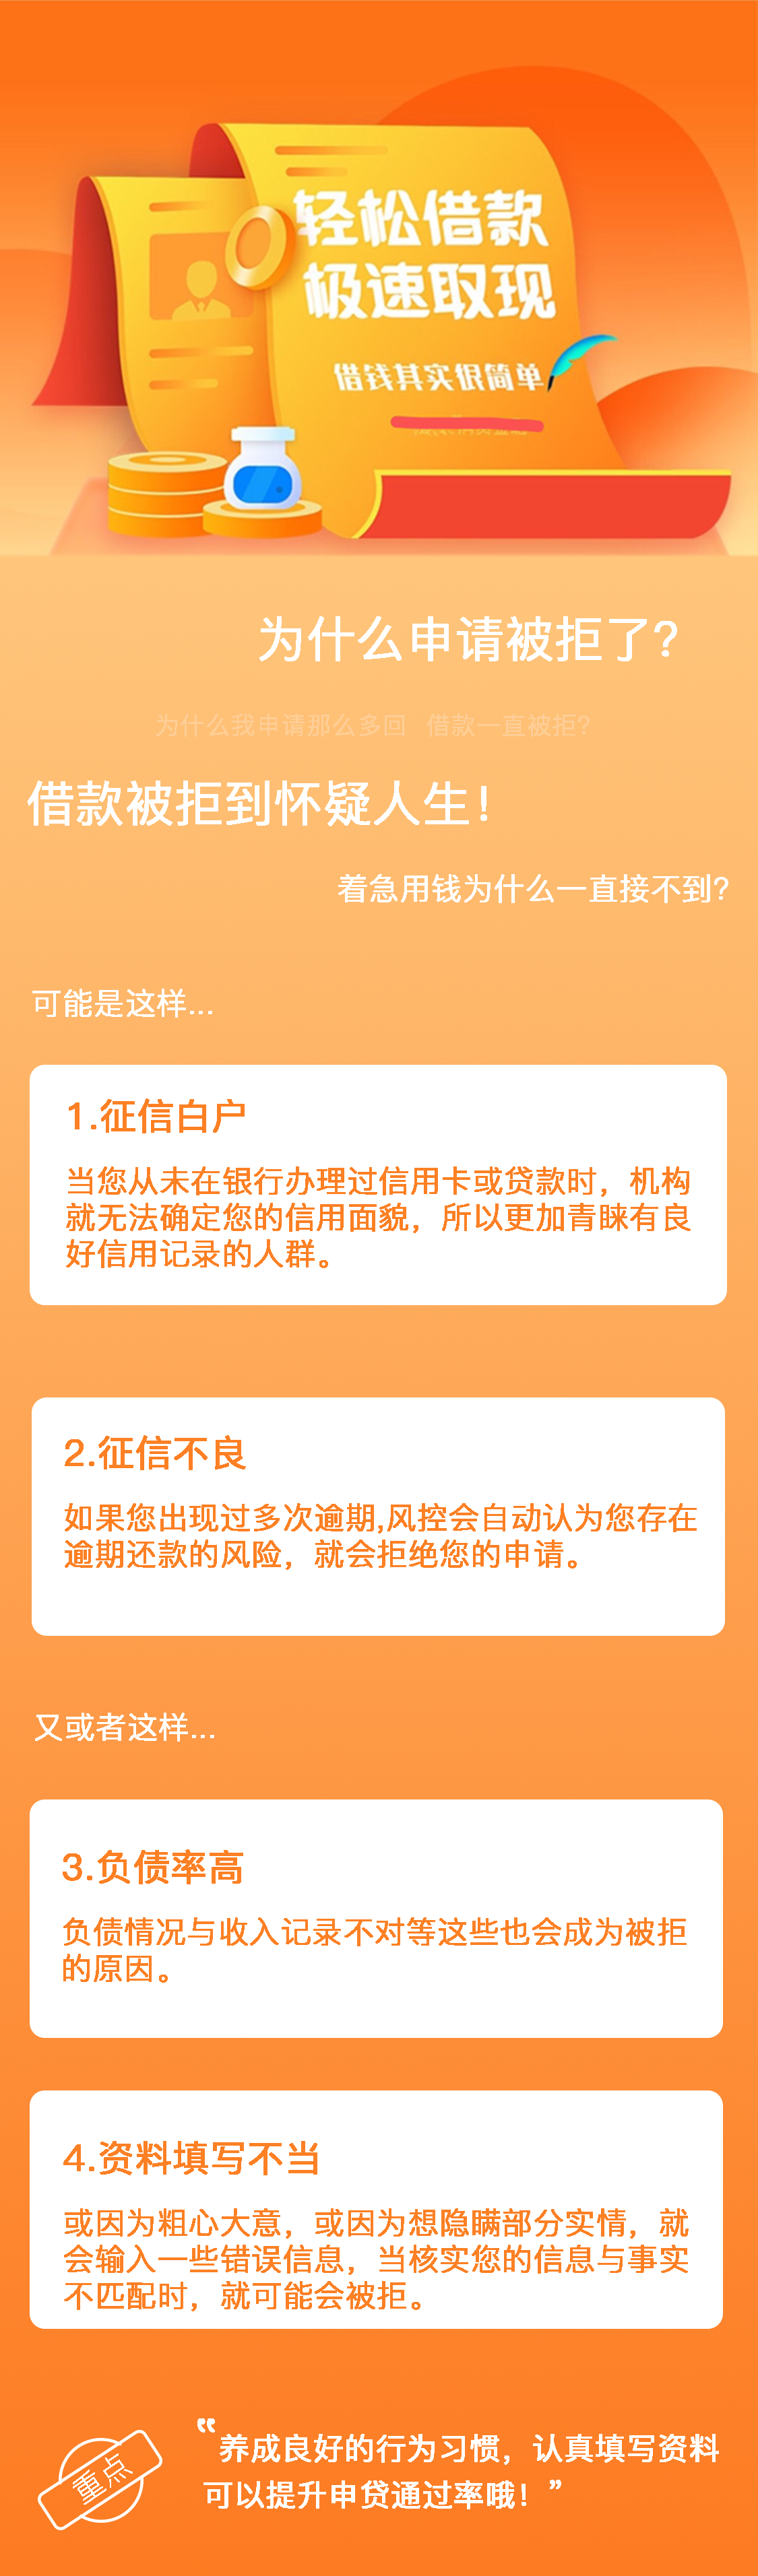 轻松借款
极速取现
借钱其实很简单
为什么申请被拒了?
为什么我申请那么多回 借款一直被拒?
借款被拒到怀疑人生!
着急用钱为什么一直接不到?
可能是这样...
1.征信白户
当您从未在银行办理过信用卡或贷款时，机构
就无法确定您的信用面貌，所以更加青睐有良
好信用记录的人群。
2.征信不良
如果您出现过多次逾期,风控会自动认为您存在
逾期还款的风险，就会拒绝您的申请。
又或者这样...
3.负债率高
负债情况与收入记录不对等这些也会成为被拒
的原因。
4.资料填写不当
或因为粗心大意，或因为想隐瞒部分实情，就
会输入一些错误信息，当核实您的信息与事实
不匹配时，就可能会被拒。
重点
“养成良好的行为习惯，认真填写资料
可以提升申贷通过率哦！”